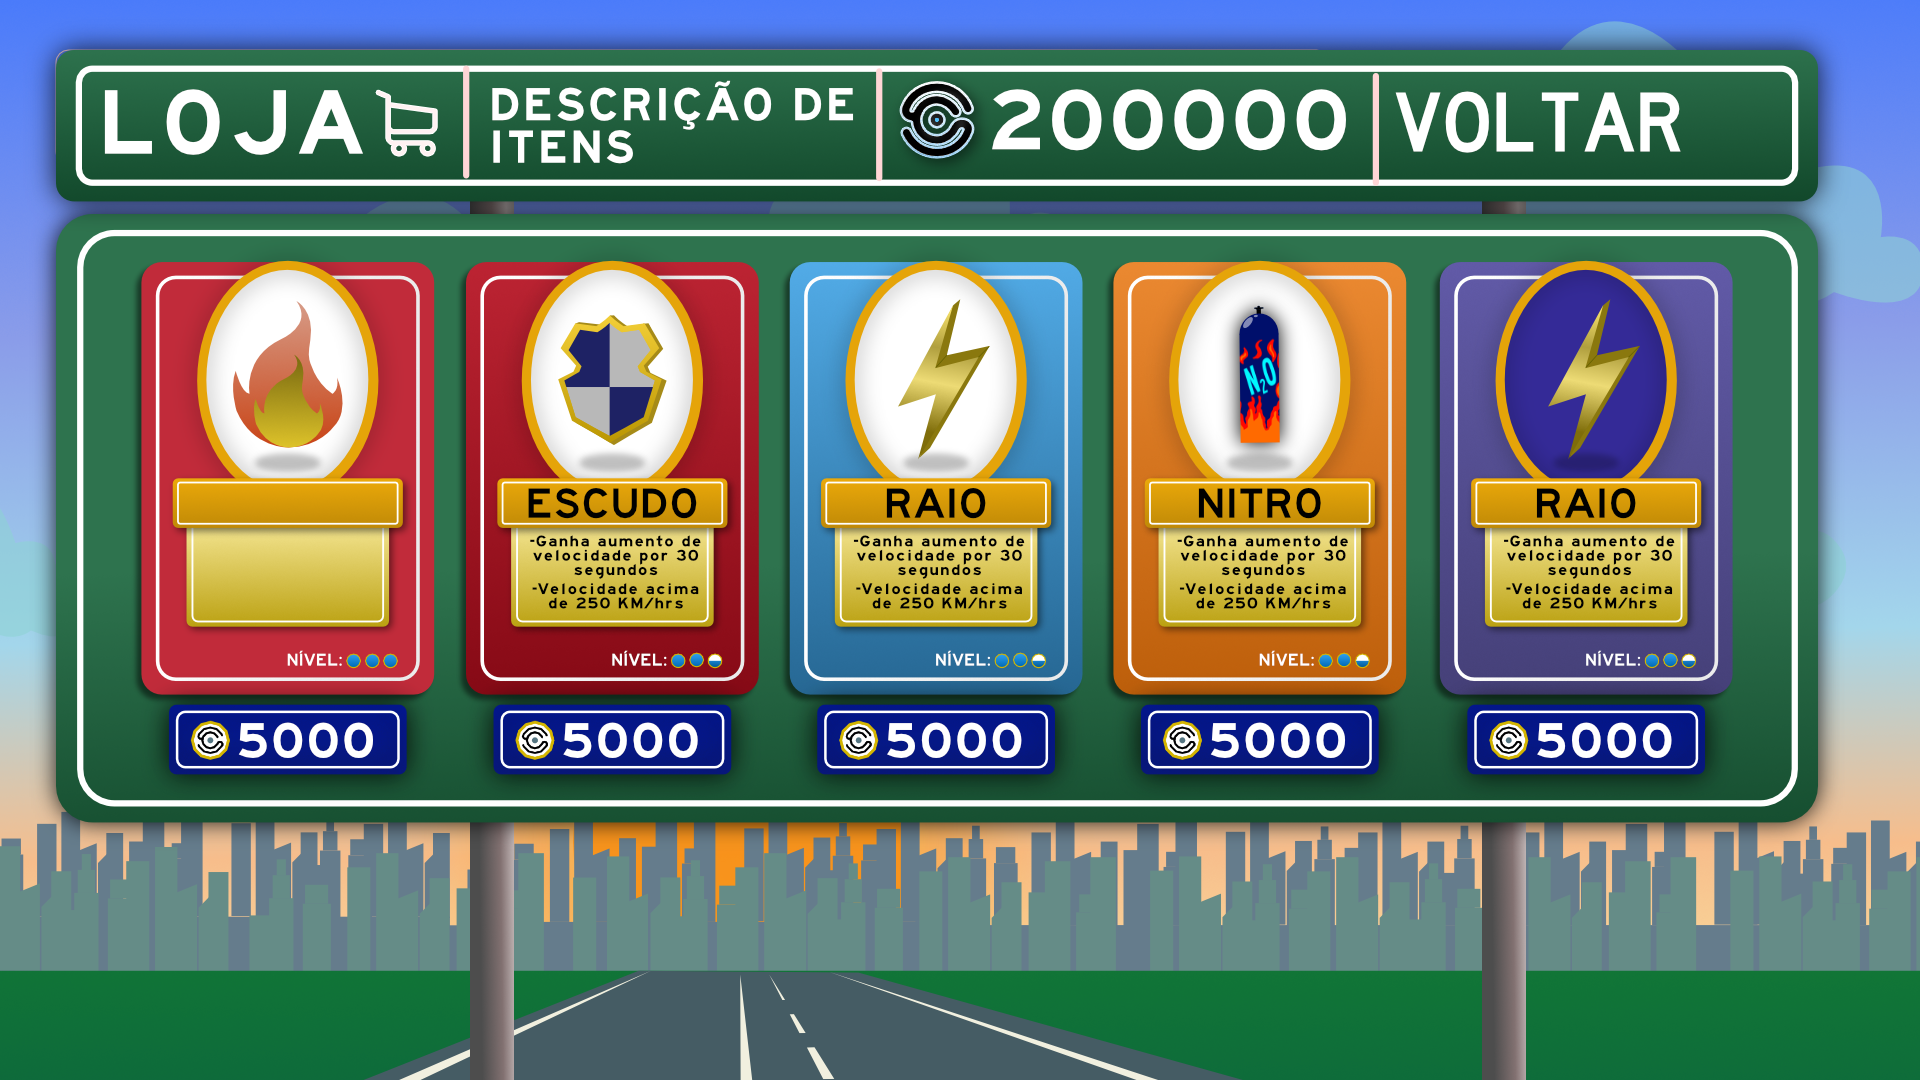 LOJA
DESCRIÇÃO DE
ITENS
200000
VOLTAR
NÍVEL:
5000
ESCUDO
-Ganha aumento de
velocidade por 30
segundos
-Velocidade acima
de 250 KM/hrs
NÍVEL:
5000
RAIO
-Ganha aumento de
velocidade por 30
segundos
-Velocidade acima
de 250 KM/hrs
NÍVEL:
5000
N2O
NITRO
-Ganha aumento de
velocidade por 30
segundos
-Velocidade acima
de 250 KM/hrs
NÍVEL:
5000
RAIO
-Ganha aumento de
velocidade por 30
segundos
-Velocidade acima
de 250 KM/hrs
NÍVEL:
5000